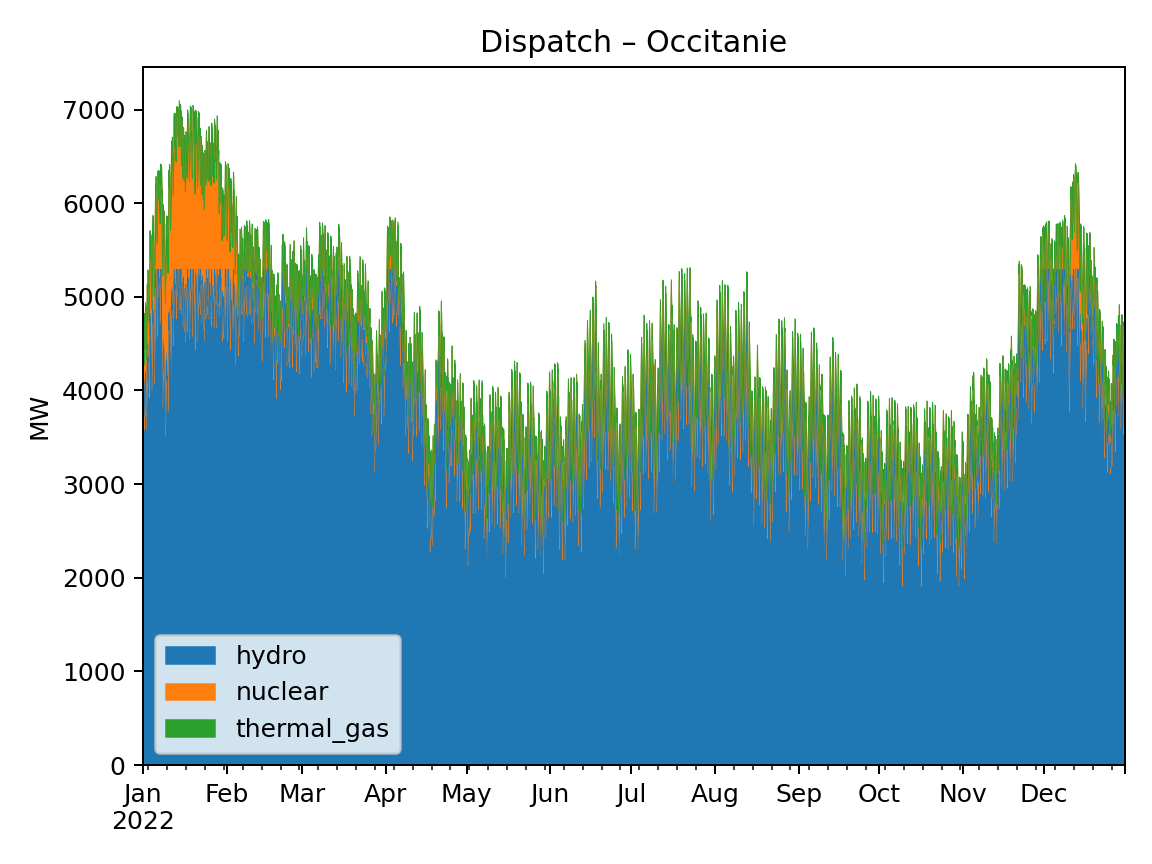 Dispatch – Occitanie
MW
7000
6000
5000
4000
3000
2000
1000
0
hydro
nuclear
thermal_gas
Jan Feb Mar Apr May Jun Jul Aug Sep Oct Nov Dec
2022